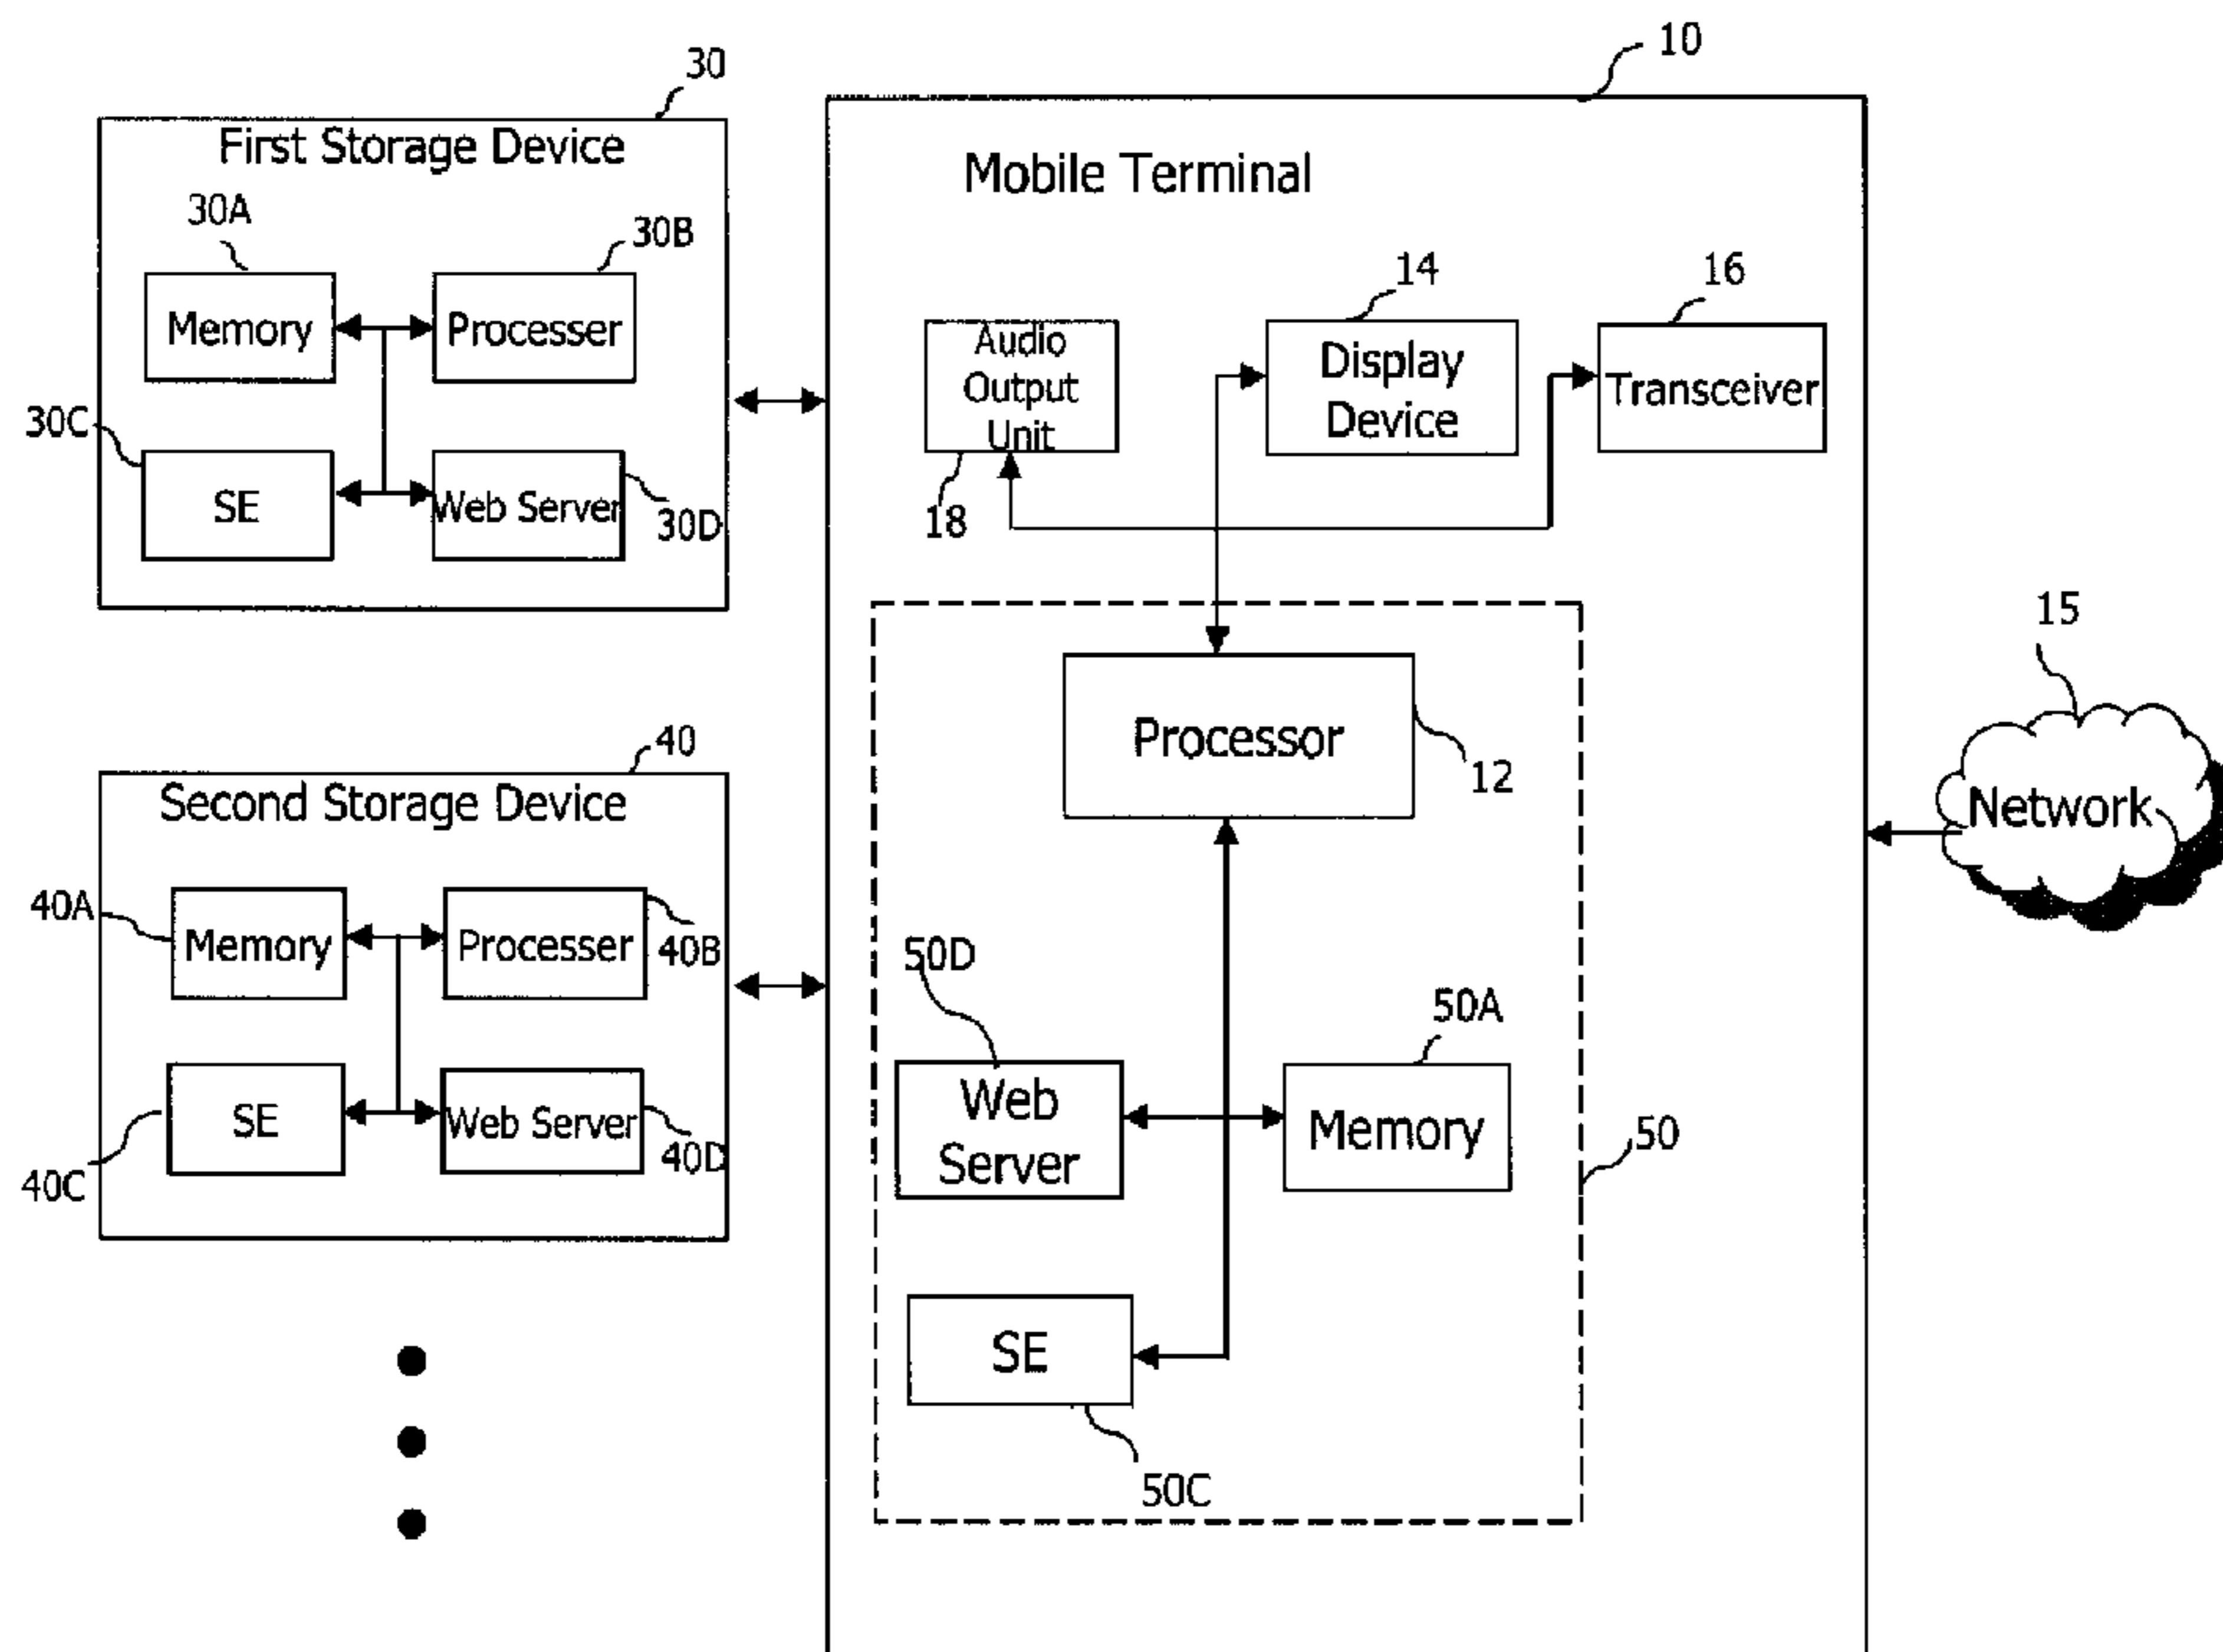 10
30
First Storage Device
Mobile Terminal
30A
30B
Memory
Processer
30C
SE
Web Server
30D
14
16
Audio
Output
Unit
Display
Device
Transceiver
18
15
Network
Processor
12
40
Second Storage Device
40A
Memory
Processer
40B
SE
Web Server
40C
40D
50D
50A
Web
Server
Memory
50
SE
50C